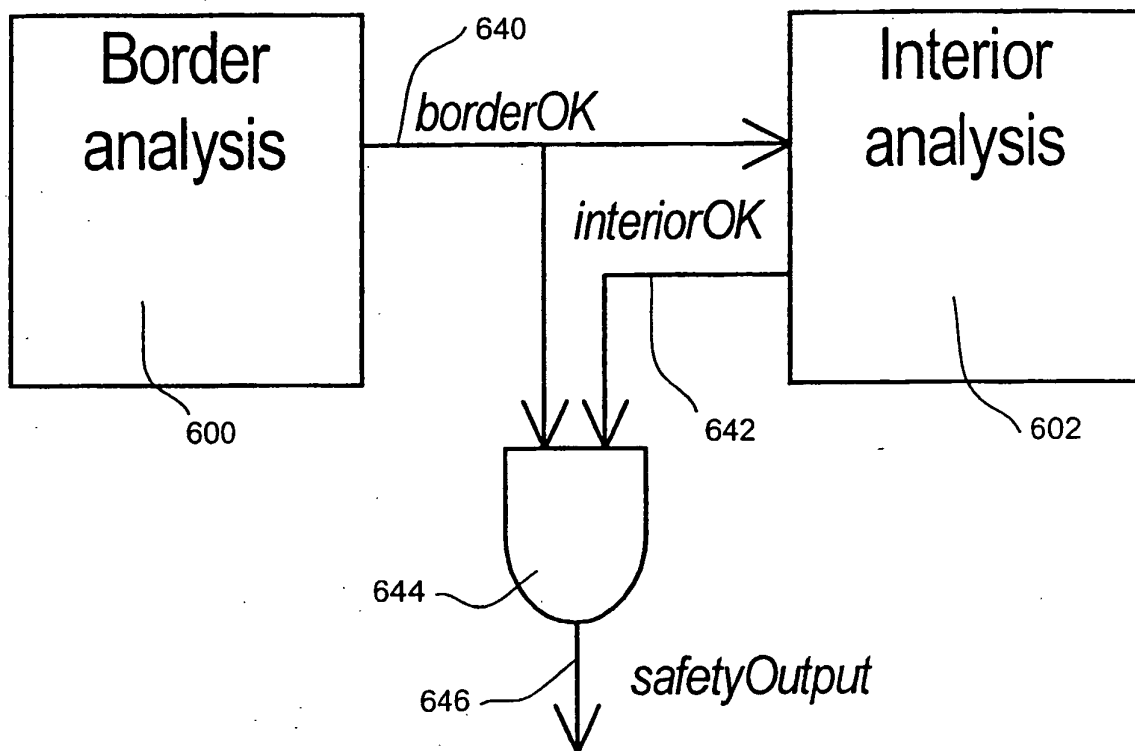 Border
analysis
640
borderOK
Interior
analysis
interiorOK
600
642
602
644
646
safetyOutput